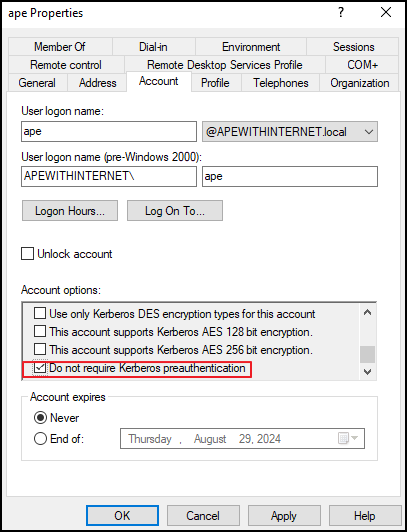 ape Properties
?
Member Of Dial-in Environment Sessions
Remote control Remote Desktop Services Profile COM+
General Address Account Profile Telephones Organization
User logon name:
ape @APEWITHINTERNET.local
User logon name (pre-Windows 2000):
APEWITHINTERNET\ ape
Logon Hours... Log On To...
Unlock account
Account options:
Use only Kerberos DES encryption types for this account
This account supports Kerberos AES 128 bit encryption.
This account supports Kerberos AES 256 bit encryption.
Do not require Kerberos preauthentication
Account expires
Never
End of: Thursday , August 29, 2024
OK Cancel Apply Help